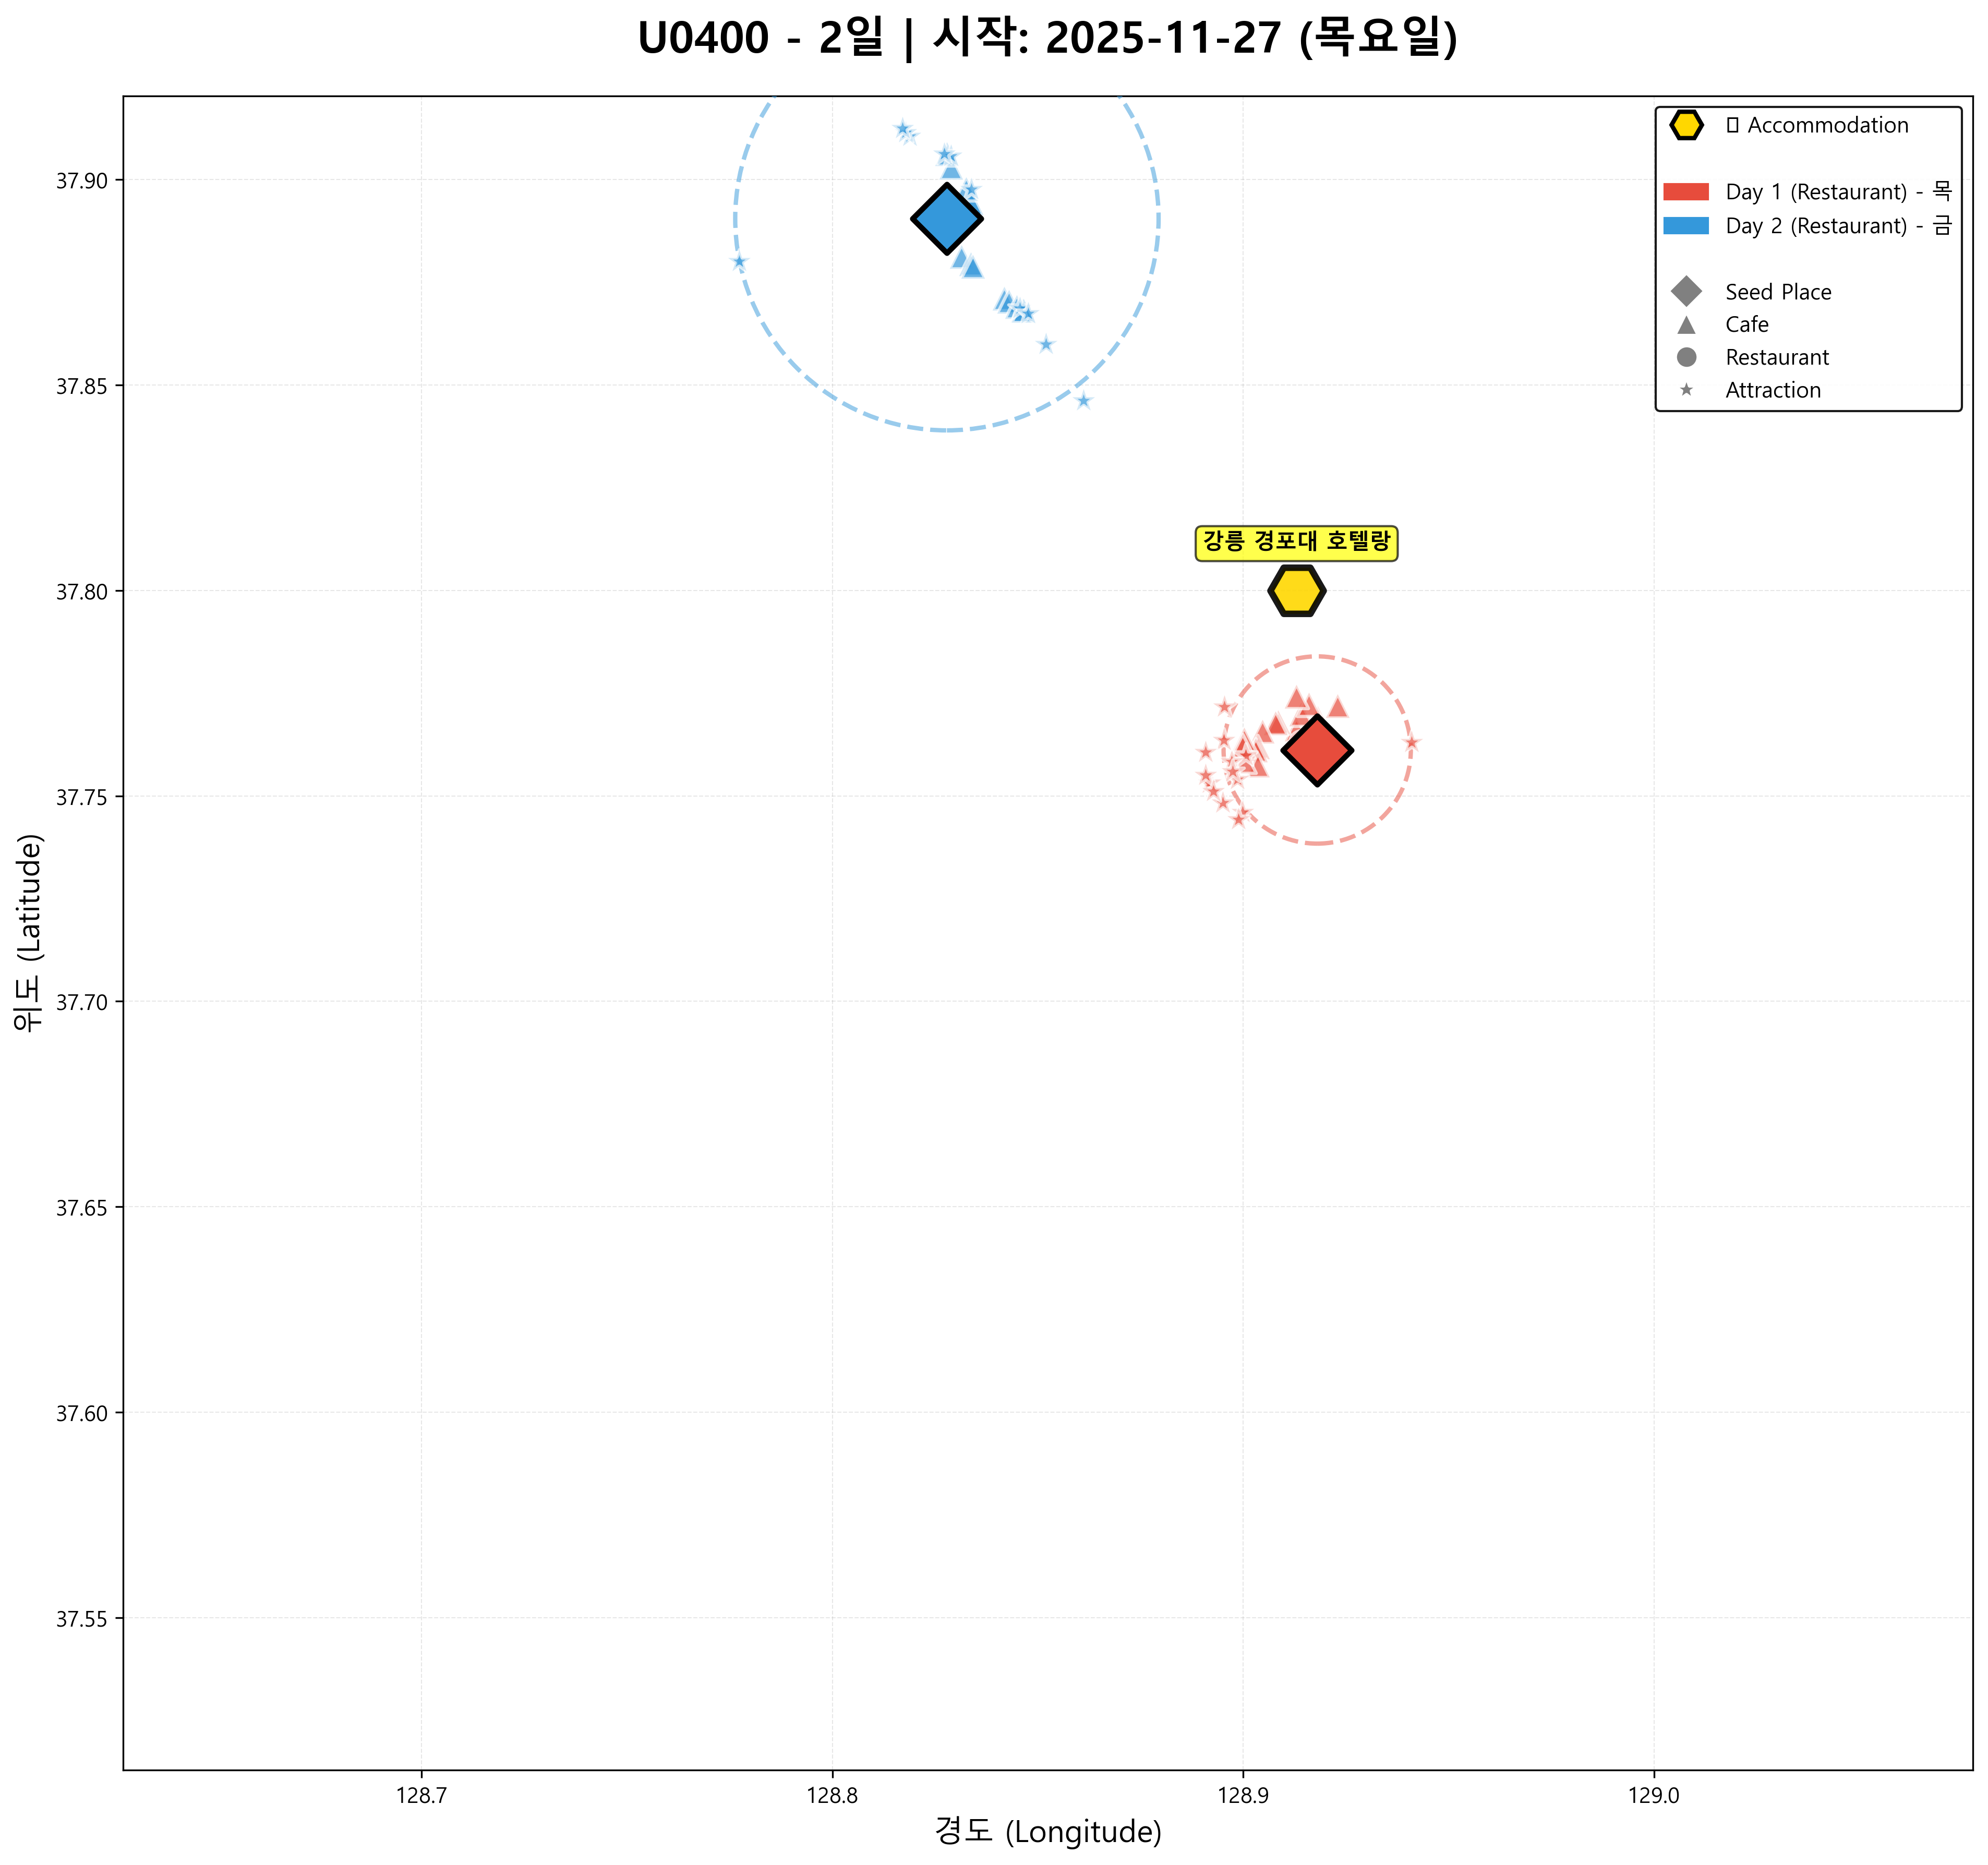 U0400 - 2일 | 시작: 2025-11-27 (목요일)
Accommodation
Day 1 (Restaurant) - 목
Day 2 (Restaurant) - 금
Seed Place
Cafe
Restaurant
Attraction
강릉 경포대 호텔랑
위도 (Latitude)
37.90
37.85
37.80
37.75
37.70
37.65
37.60
37.55
128.7 128.8 128.9 129.0
경도 (Longitude)